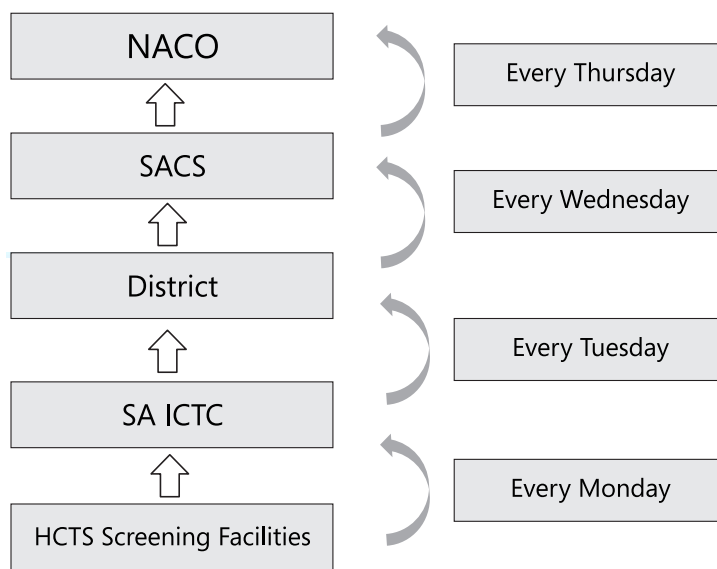 NACO
Every Thursday
SACS
Every Wednesday
District
Every Tuesday
SA ICTC
Every Monday
HCTS Screening Facilities